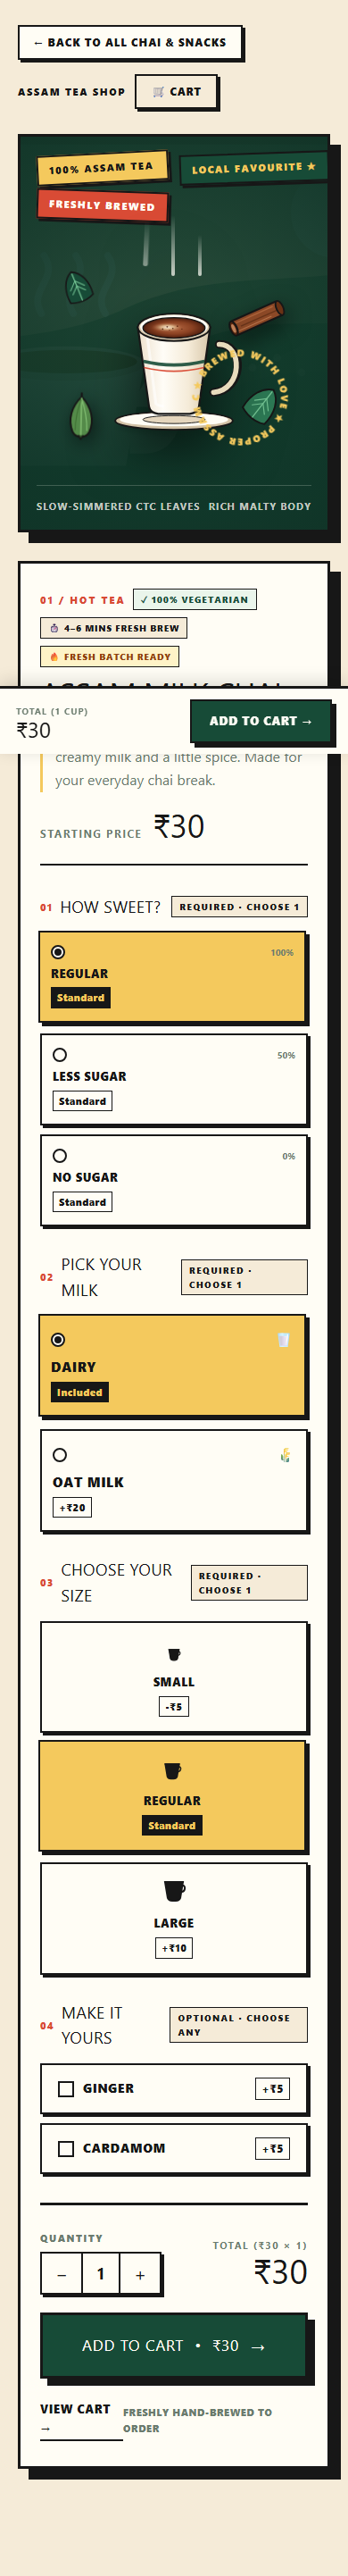 ← BACK TO ALL CHAI & SNACKS
ASSAM TEA SHOP
🛒 CART
100% ASSAM TEA
LOCAL FAVOURITE ★
FRESHLY BREWED
BREWED WITH LOVE ★ PROPER ASSAM
SLOW-SIMMERED CTC LEAVES RICH MALTY BODY
01 / HOT TEA
✓ 100% VEGETARIAN
4–6 MINS FRESH BREW
🔥 FRESH BATCH READY
ASSAM MILK CHAI
TOTAL (1 CUP)
₹30
ADD TO CART →
creamy milk and a little spice. Made for
your everyday chai break.
STARTING PRICE ₹30
01 HOW SWEET? REQUIRED • CHOOSE 1
100%
REGULAR
Standard
50%
LESS SUGAR
Standard
0%
NO SUGAR
Standard
02 PICK YOUR MILK
REQUIRED • CHOOSE 1
DAIRY
Included
OAT MILK
+₹20
03 CHOOSE YOUR SIZE
REQUIRED • CHOOSE 1
SMALL
-₹5
REGULAR
Standard
LARGE
+₹10
04 MAKE IT YOURS
OPTIONAL • CHOOSE ANY
GINGER +₹5
CARDAMOM +₹5
QUANTITY
− 1 +
TOTAL (₹30 × 1)
₹30
ADD TO CART • ₹30 →
VIEW CART →
FRESHLY HAND-BREWED TO ORDER